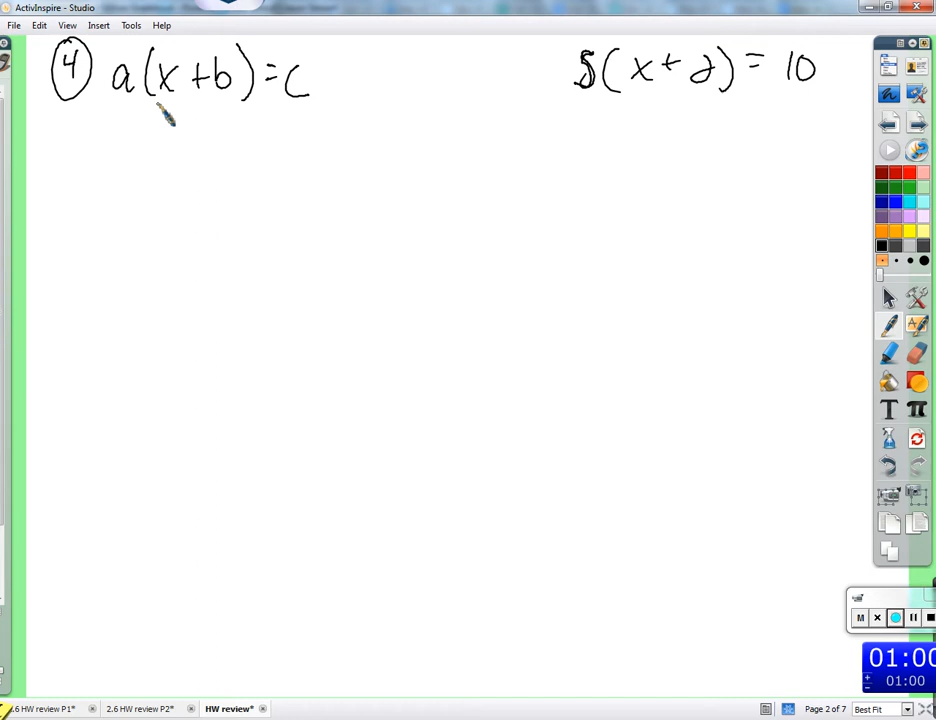 ActivInspire - Studio
File Edit View Insert Tools Help
④ a(x+b)=c
5(x+2)=10
M
01:00
01:00
2.6 HW review P1* 2.6 HW review P2* HW review* Page 2 of 7 Best Fit